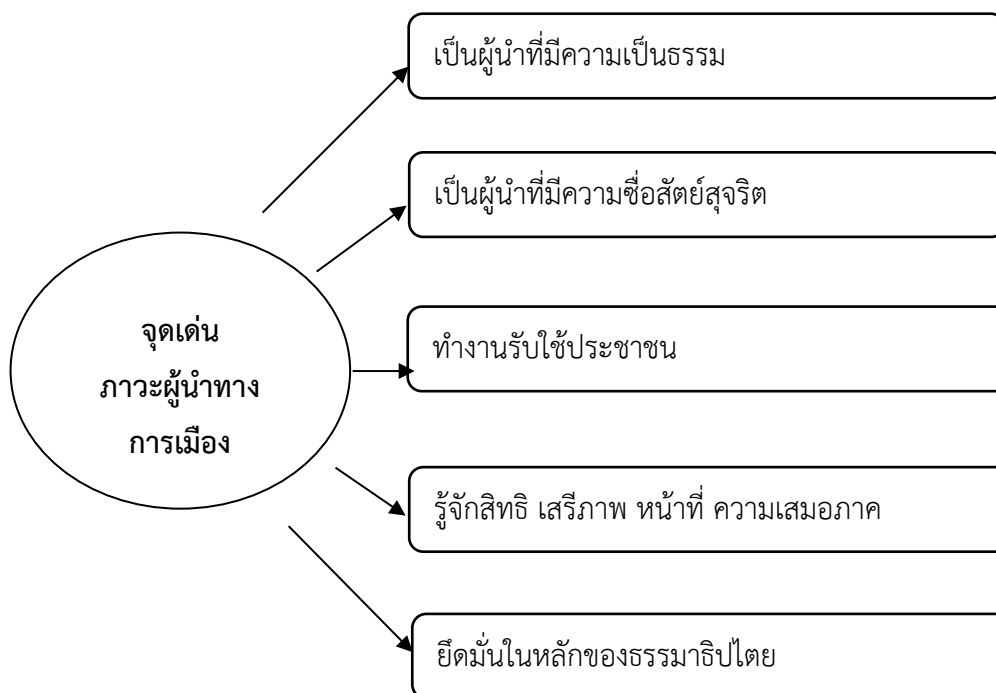 เป็นผู้นำที่มีความเป็นธรรม
เป็นผู้นำที่มีความซื่อสัตย์สุจริต
จุดเด่น
ภาวะผู้นำทาง
การเมือง
ทำงานรับใช้ประชาชน
รู้จักสิทธิ เสรีภาพ หน้าที่ ความเสมอภาค
ยึดมั่นในหลักของธรรมาธิปไตย